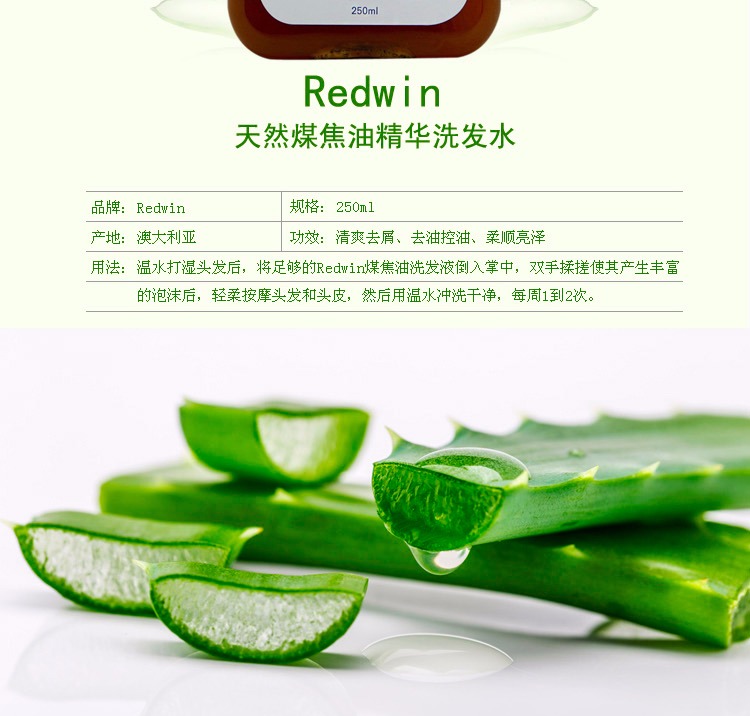 250ml
Redwin
天然煤焦油精华洗发水
品牌：Redwin 规格：250ml
产地：澳大利亚 功效：清爽去屑、去油控油、柔顺亮泽
用法：温水打湿头发后，将足够的Redwin煤焦油洗发液倒入掌中，双手揉搓使其产生丰富
的泡沫后，轻柔按摩头发和头皮，然后用温水冲洗干净，每周1到2次。